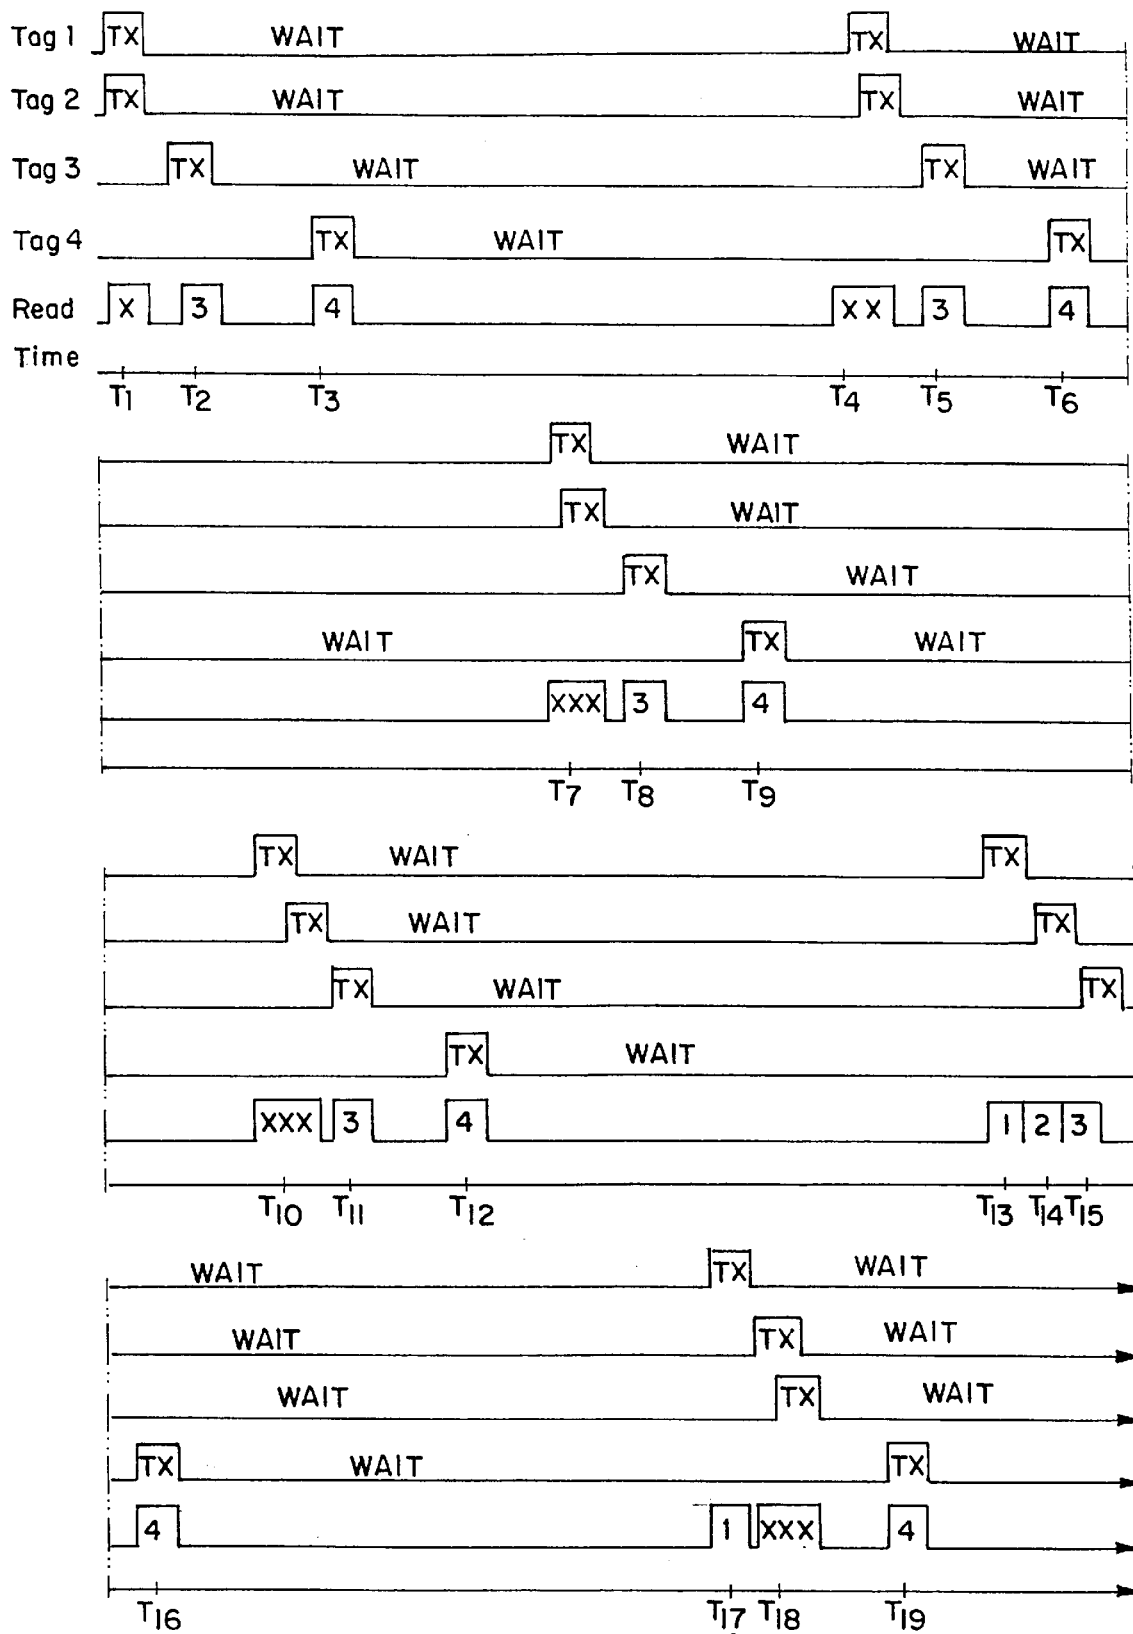 Tag 1 TX WAIT TX WAIT
Tag 2 TX WAIT TX WAIT
Tag 3 TX WAIT TX WAIT
Tag 4 TX WAIT TX
Read X 3 4 X X 3 4
Time
T1 T2 T3 T4 T5 T6
TX WAIT
TX WAIT
TX WAIT
WAIT TX WAIT
XXX 3 4
T7 T8 T9
TX WAIT TX
TX WAIT TX
TX WAIT TX
TX WAIT
XXX 3 4 1 2 3
T10 T11 T12 T13 T14 T15
WAIT TX WAIT
WAIT TX WAIT
WAIT TX WAIT
TX WAIT TX
4 1 XXX 4
T16 T17 T18 T19